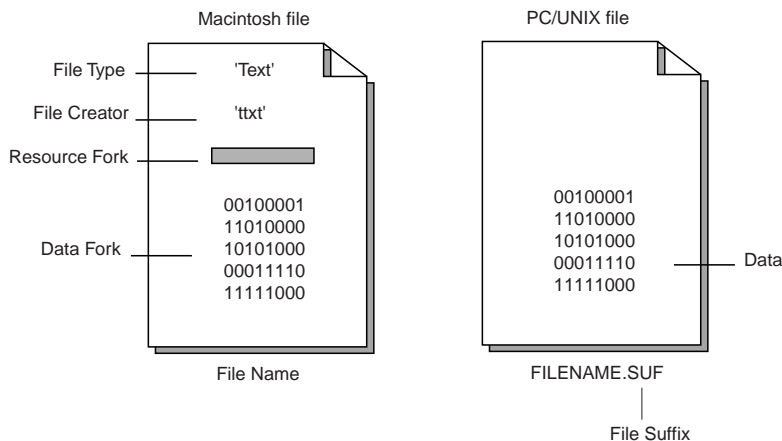 Macintosh file
File Type
'Text'
File Creator
'ttxt'
Resource Fork
Data Fork
00100001
11010000
10101000
00011110
11111000
File Name
PC/UNIX file
00100001
11010000
10101000
00011110
11111000
Data
FILENAME.SUF
File Suffix